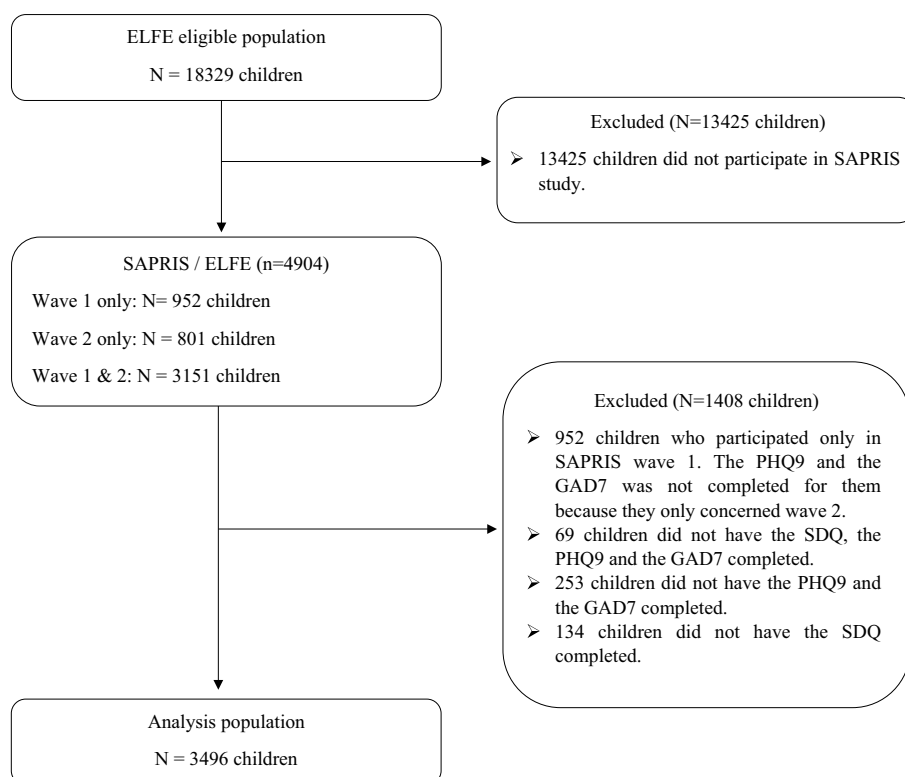 ELFE eligible population
N = 18329 children
Excluded (N=13425 children)
➢ 13425 children did not participate in SAPRIS
study.
SAPRIS / ELFE (n=4904)
Wave 1 only: N= 952 children
Wave 2 only: N = 801 children
Wave 1 & 2: N = 3151 children
Excluded (N=1408 children)
➢ 952 children who participated only in
SAPRIS wave 1. The PHQ9 and the
GAD7 was not completed for them
because they only concerned wave 2.
➢ 69 children did not have the SDQ, the
PHQ9 and the GAD7 completed.
➢ 253 children did not have the PHQ9 and
the GAD7 completed.
➢ 134 children did not have the SDQ
completed.
Analysis population
N = 3496 children